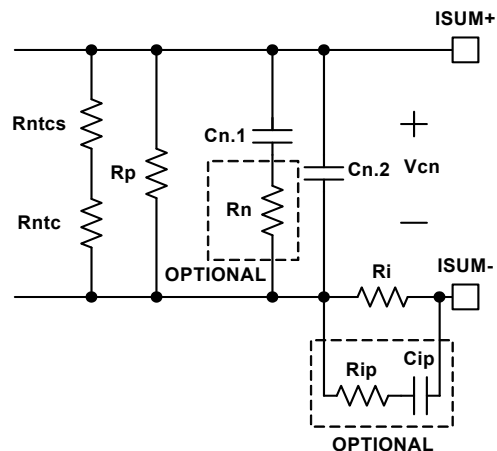 ISUM+
Rntcs
Cn.1
+
Rp
Cn.2
Vcn
Rntc
Rn
−
OPTIONAL
Ri
ISUM-
Rip
Cip
OPTIONAL